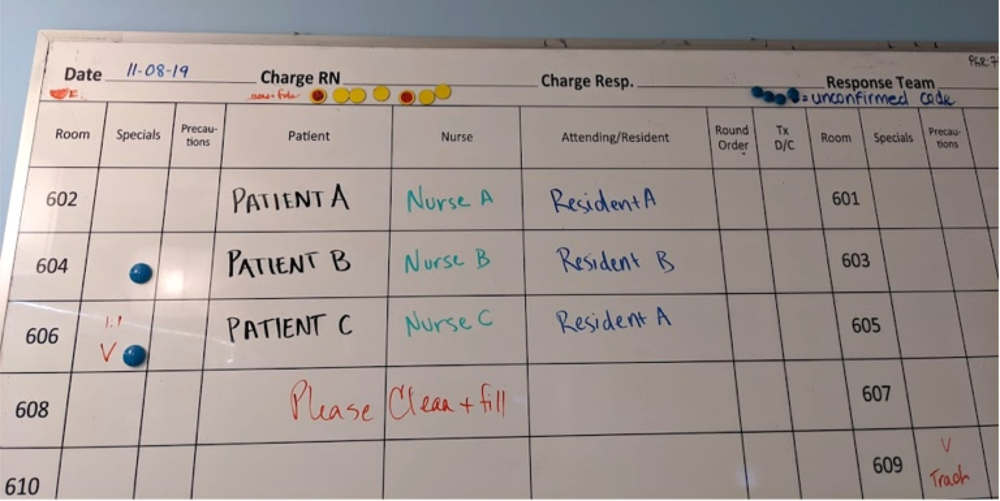 Date 11-08-19 Charge RN Charge Resp. Response Team
= unconfirmed code
Room Specials Precau-tions Patient Nurse Attending/Resident Round Order Tx D/C Room Specials Precau-tions
602 PATIENT A Nurse A Resident A 601
604 PATIENT B Nurse B Resident B 603
606 1:1 V PATIENT C Nurse C Resident A 605
608 Please Clean + fill 607
610 609 V Trach